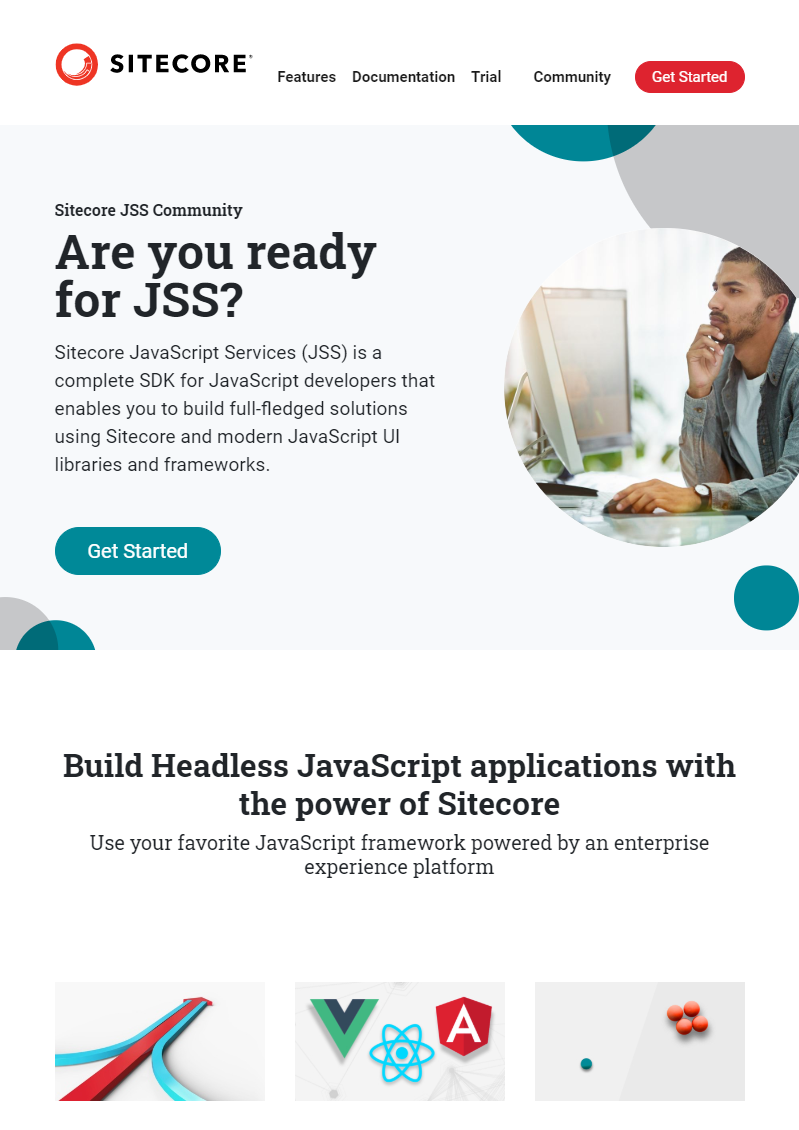 SITECORE®
Features Documentation Trial Community Get Started
Sitecore JSS Community
Are you ready
for JSS?
Sitecore JavaScript Services (JSS) is a
complete SDK for JavaScript developers that
enables you to build full-fledged solutions
using Sitecore and modern JavaScript UI
libraries and frameworks.
Get Started
Build Headless JavaScript applications with
the power of Sitecore
Use your favorite JavaScript framework powered by an enterprise
experience platform
A